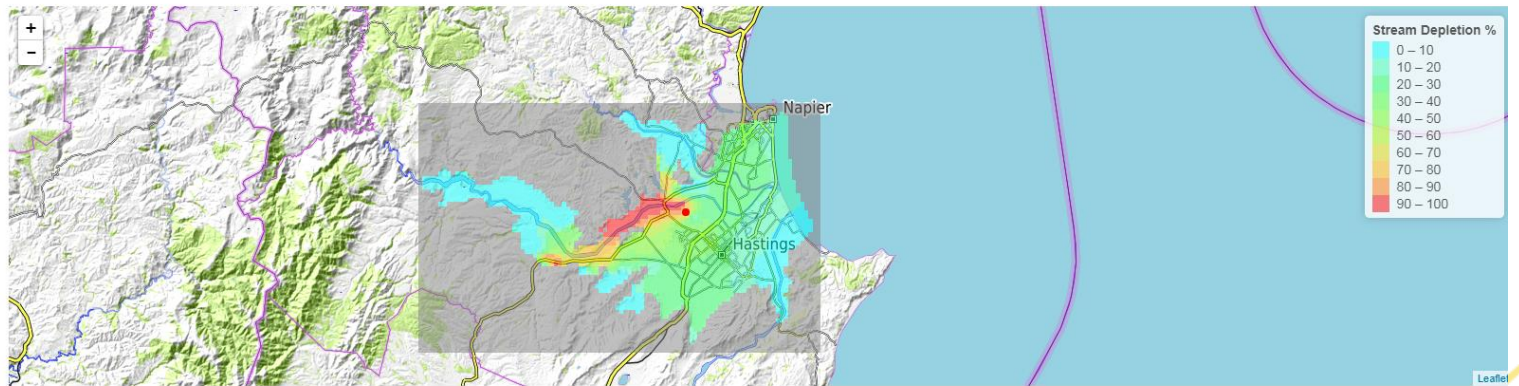 +
−
Stream Depletion %
0 – 10
10 – 20
20 – 30
30 – 40
40 – 50
50 – 60
60 – 70
70 – 80
80 – 90
90 – 100
Napier
Hastings
Leaflet